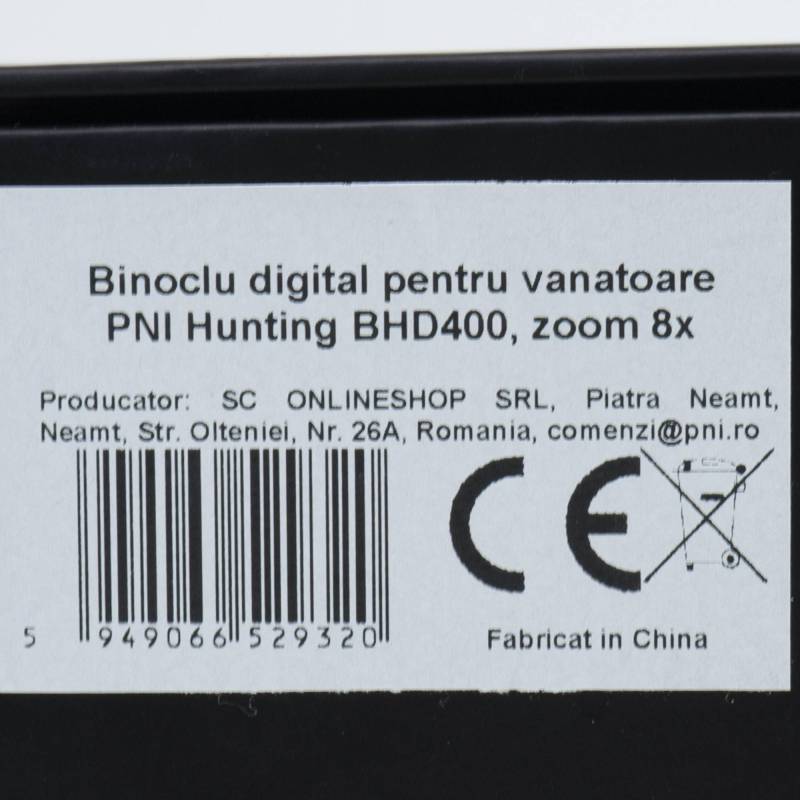 Binoclu digital pentru vanatoare
PNI Hunting BHD400, zoom 8x
Producator: SC ONLINESHOP SRL, Piatra Neamt,
Neamt, Str. Olteniei, Nr. 26A, Romania, comenzi@pni.ro
CE
5 949066 529320
Fabricat in China